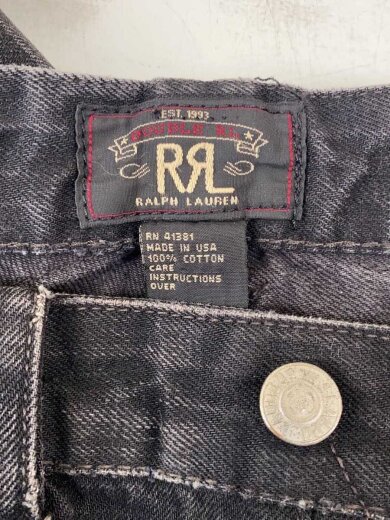 EST. 1993
DOUBLE RL
RRL
RALPH LAUREN
RN 41381
MADE IN USA
100% COTTON
CARE
INSTRUCTIONS
OVER